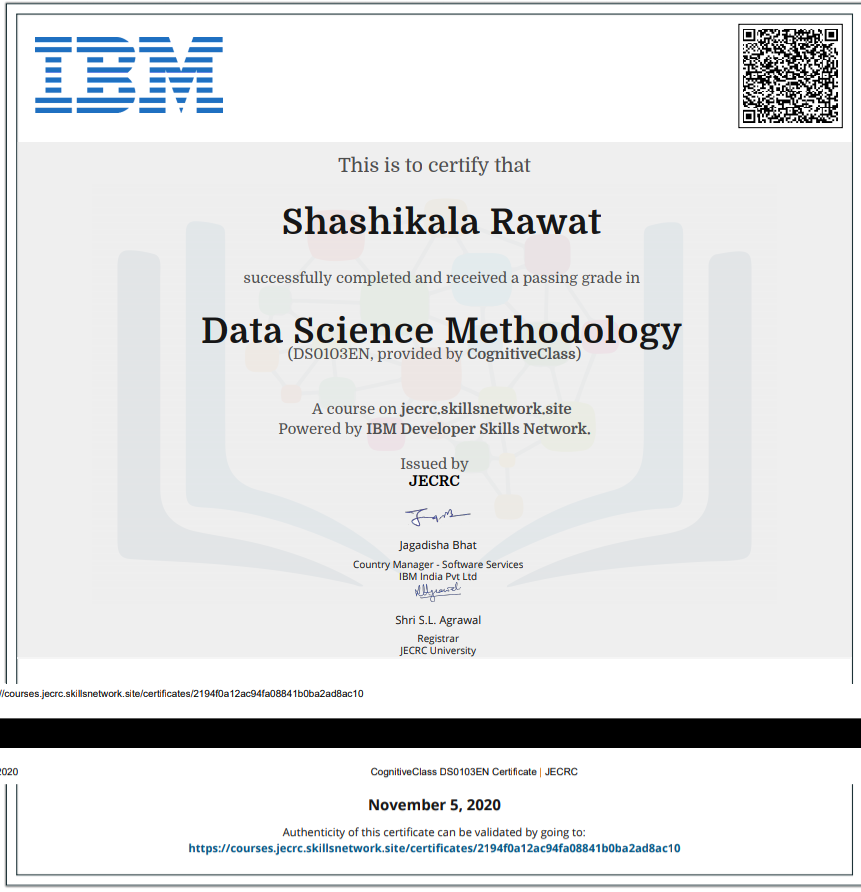 IBM
This is to certify that
Shashikala Rawat
successfully completed and received a passing grade in
Data Science Methodology
(DS0103EN, provided by CognitiveClass)
A course on jecrc.skillsnetwork.site
Powered by IBM Developer Skills Network.
Issued by
JECRC
Jagadisha Bhat
Country Manager - Software Services
IBM India Pvt Ltd
Shri S.L. Agrawal
Registrar
JECRC University
//courses.jecrc.skillsnetwork.site/certificates/2194f0a12ac94fa08841b0ba2ad8ac10
2020 CognitiveClass DS0103EN Certificate | JECRC
November 5, 2020
Authenticity of this certificate can be validated by going to:
https://courses.jecrc.skillsnetwork.site/certificates/2194f0a12ac94fa08841b0ba2ad8ac10